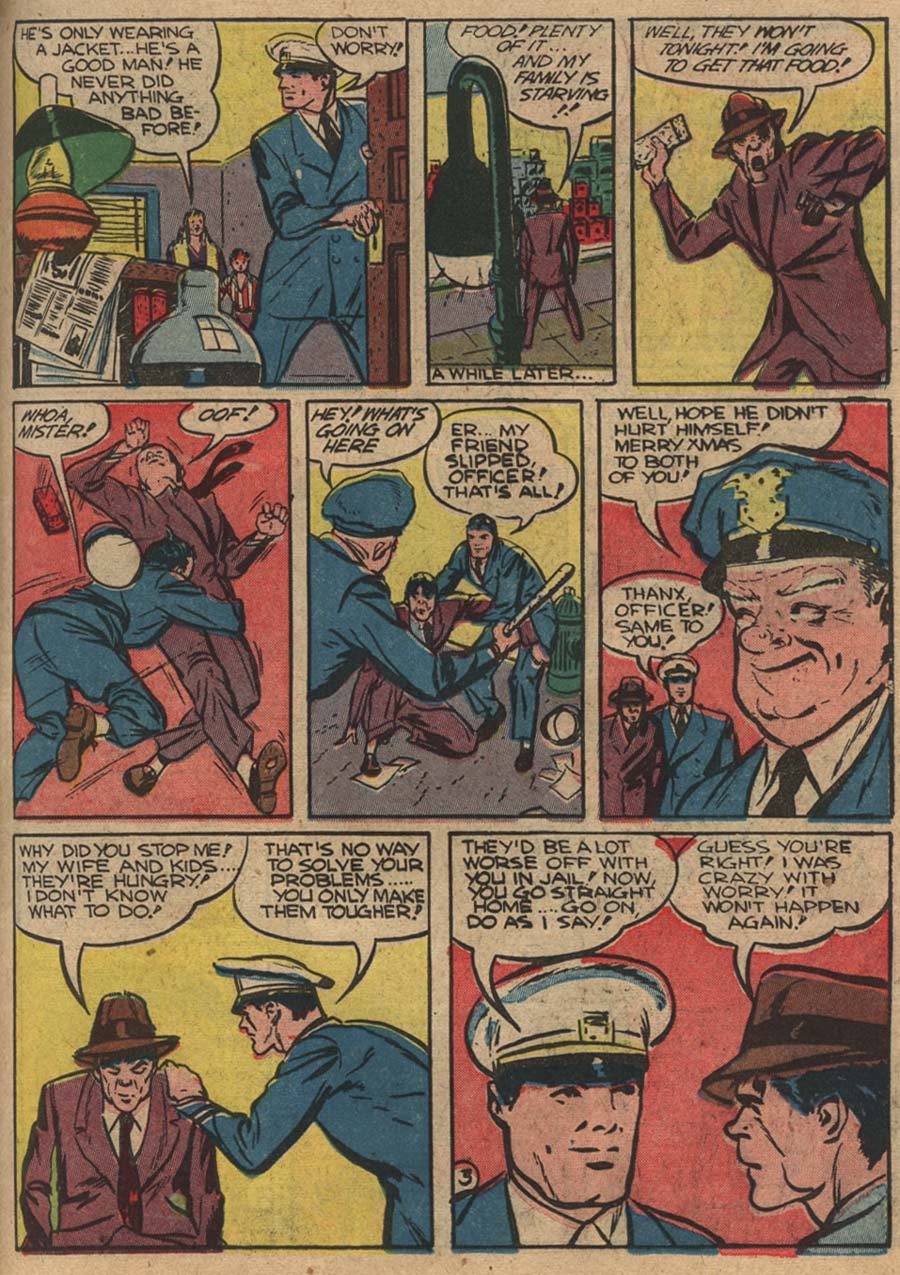 HE'S ONLY WEARING
A JACKET...HE'S A
GOOD MAN! HE
NEVER DID
ANYTHING
BAD BE-
FORE!
DON'T
WORRY!
FOOD! PLENTY
OF IT...
AND MY
FAMILY IS
STARVING
!!
A WHILE LATER...
WELL, THEY WON'T
TONIGHT! I'M GOING
TO GET THAT FOOD!
WHOA,
MISTER!
OOF!
HEY! WHAT'S
GOING ON
HERE
ER... MY
FRIEND
SLIPPED,
OFFICER!
THAT'S ALL!
WELL, HOPE HE DIDN'T
HURT HIMSELF!
MERRY XMAS
TO BOTH
OF YOU!
THANX,
OFFICER!
SAME TO
YOU!
WHY DID YOU STOP ME!
MY WIFE AND KIDS....
THEY'RE HUNGRY!
I DON'T KNOW
WHAT TO DO!
THAT'S NO WAY
TO SOLVE YOUR
PROBLEMS.....
YOU ONLY MAKE
THEM TOUGHER!
THEY'D BE A LOT
WORSE OFF WITH
YOU IN JAIL! NOW,
YOU GO STRAIGHT
HOME....GO ON,
DO AS I SAY!
GUESS YOU'RE
RIGHT! I WAS
CRAZY WITH
WORRY! IT
WON'T HAPPEN
AGAIN!
3